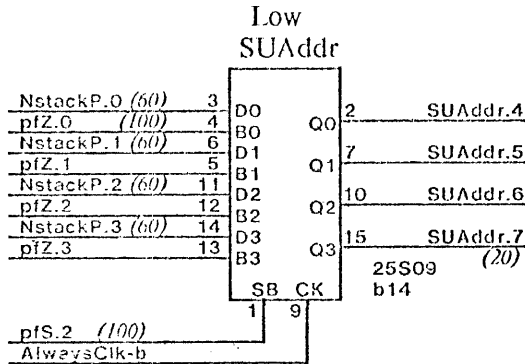 Low
SUAddr
NstackP.0 (60) 3 D0
pfZ.0 (100) 4 B0
NstackP.1 (60) 6 D1
pfZ.1 5 B1
NstackP.2 (60) 11 D2
pfZ.2 12 B2
NstackP.3 (60) 14 D3
pfZ.3 13 B3
Q0 2 SUAddr.4
Q1 7 SUAddr.5
Q2 10 SUAddr.6
Q3 15 SUAddr.7
(20)
25S09
b14
SB CK
1 9
pfS.2 (100)
AlwaysClk-b